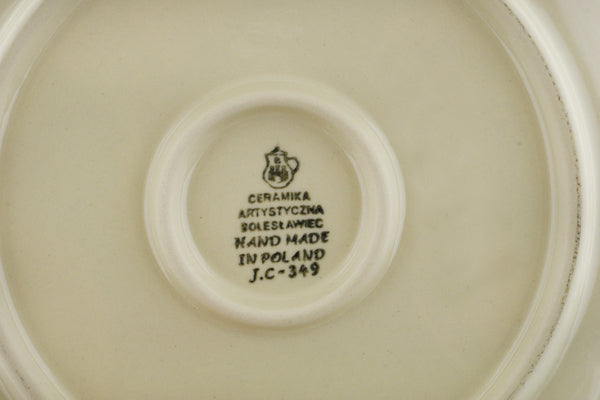 CERAMIKA
ARTYSTYCZNA
BOLESŁAWIEC
HAND MADE
IN POLAND
J.C-349